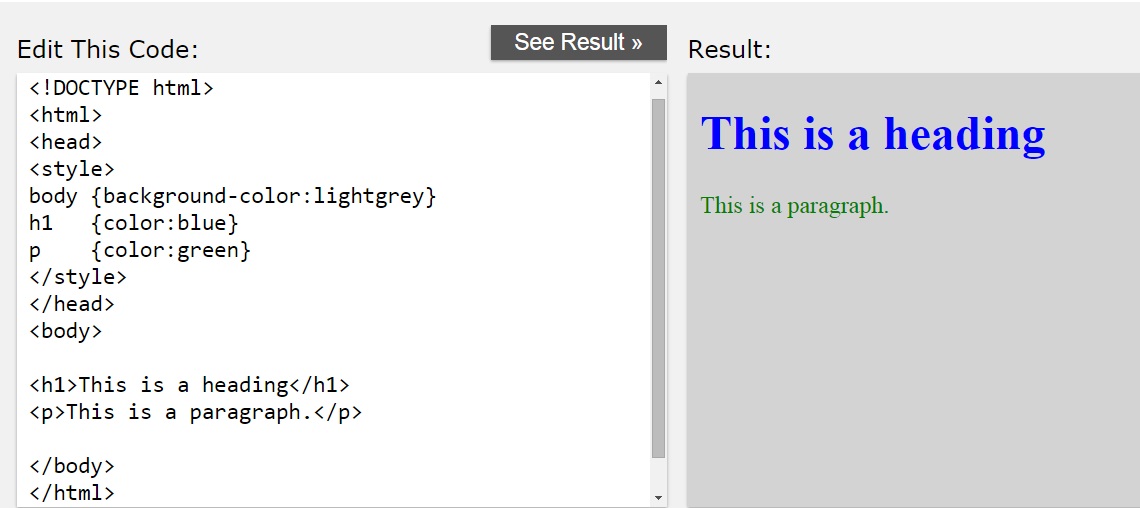 Edit This Code:
See Result »
<!DOCTYPE html>
<html>
<head>
<style>
body {background-color:lightgrey}
h1   {color:blue}
p    {color:green}
</style>
</head>
<body>

<h1>This is a heading</h1>
<p>This is a paragraph.</p>

</body>
</html>
Result:
This is a heading
This is a paragraph.